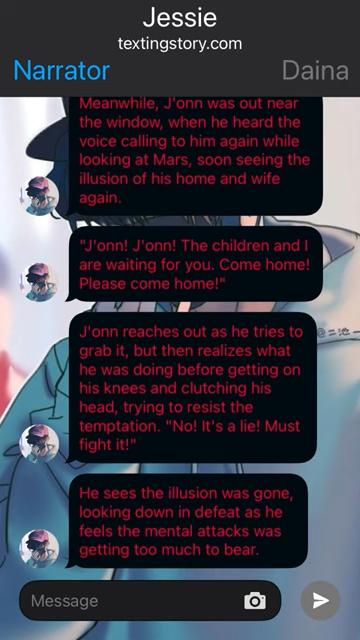 Jessie
textingstory.com
Narrator
Daina
Meanwhile, J'onn was out near
the window, when he heard the
voice calling to him again while
looking at Mars, soon seeing the
illusion of his home and wife
again.
"J'onn! J'onn! The children and I
are waiting for you. Come home!
Please come home!"
J'onn reaches out as he tries to
grab it, but then realizes what
he was doing before getting on
his knees and clutching his
head, trying to resist the
temptation. "No! It's a lie! Must
fight it!"
He sees the illusion was gone,
looking down in defeat as he
feels the mental attacks was
getting too much to bear.
Message